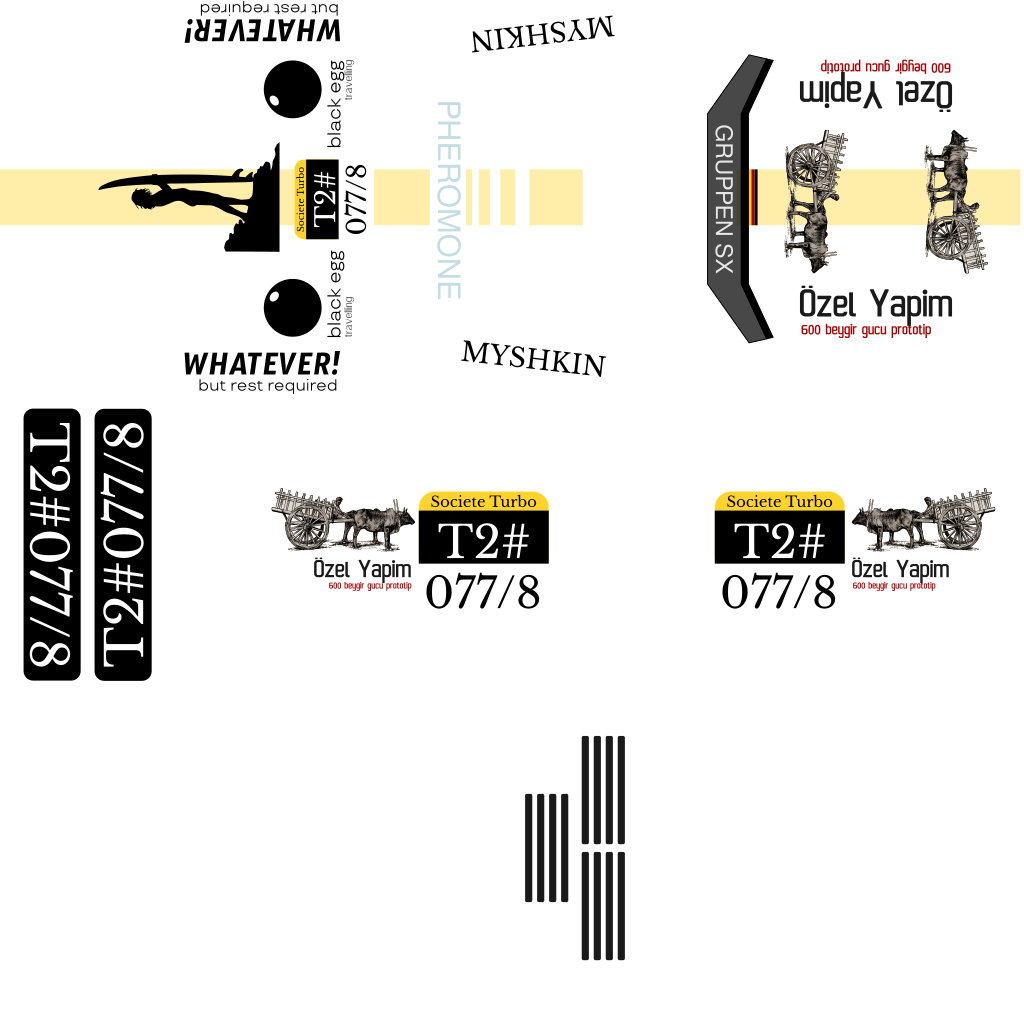 but rest required
WHATEVER!
MYSHKIN
black egg
travelling
PHEROMONE
Societe Turbo
T2#
077/8
black egg
travelling
WHATEVER!
but rest required
MYSHKIN
GRUPPEN SX
600 beygir gucu prototip
Özel Yapim
Özel Yapim
600 beygir gucu prototip
T2#077/8
T2#077/8
Özel Yapim
600 beygir gucu prototip
Societe Turbo
T2#
077/8
Societe Turbo
T2#
077/8
Özel Yapim
600 beygir gucu prototip